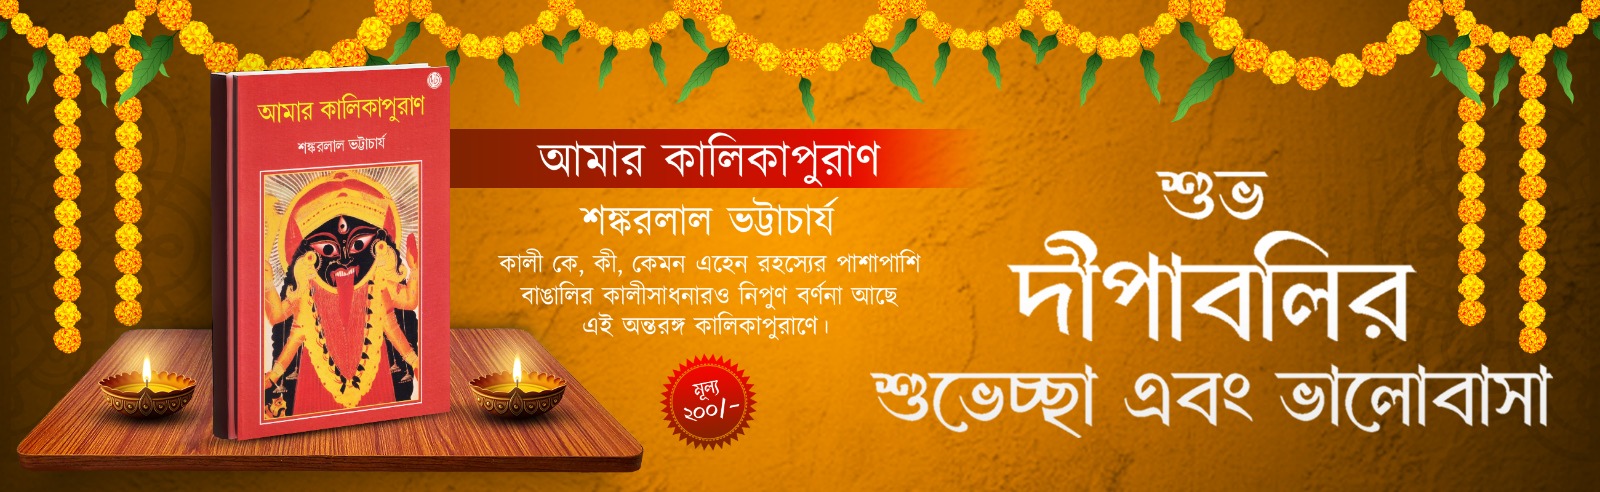 আমার কালিকাপুরাণ
শঙ্করলাল ভট্টাচার্য
আমার কালিকাপুরাণ
শঙ্করলাল ভট্টাচার্য
কালী কে, কী, কেমন এহেন রহস্যের পাশাপাশি
বাঙালির কালীসাধনারও নিপুণ বর্ণনা আছে
এই অন্তরঙ্গ কালিকাপুরাণে।
মূল্য
২০০/-
শুভ
দীপাবলির
শুভেচ্ছা এবং ভালোবাসা